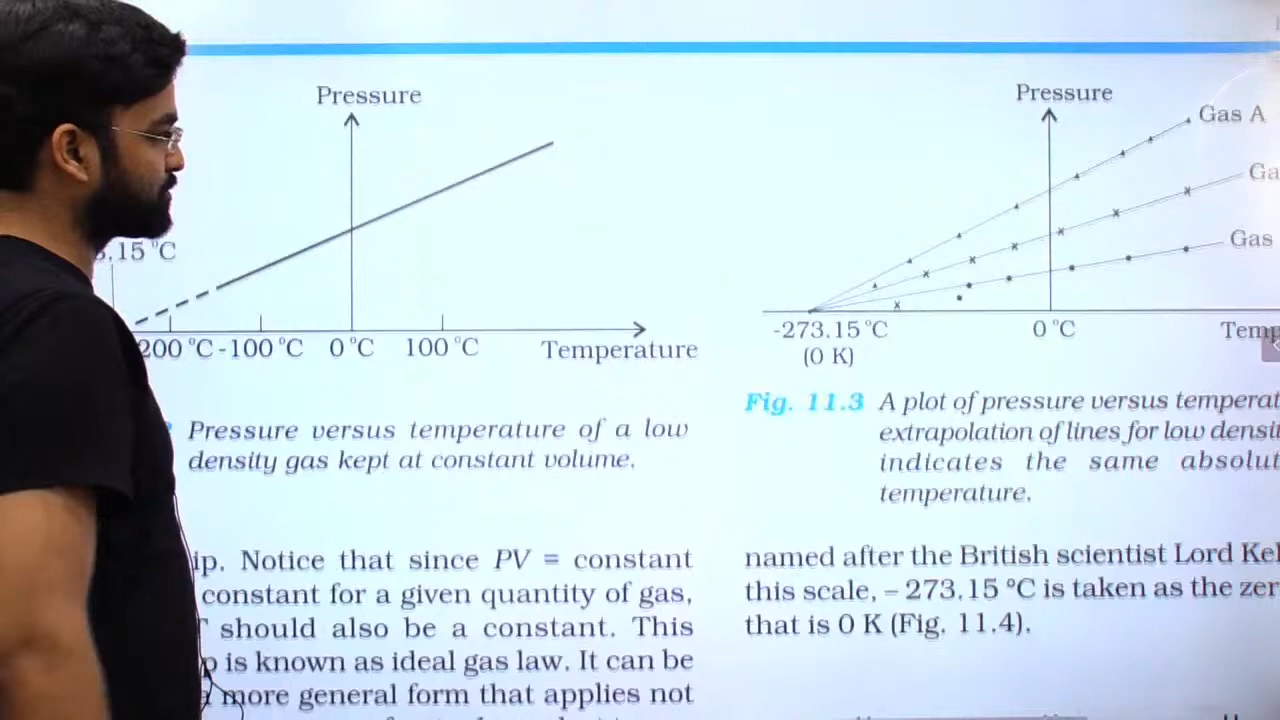 Pressure
.15 °C
200 °C -100 °C 0 °C 100 °C Temperature
Pressure versus temperature of a low
density gas kept at constant volume.
ip. Notice that since PV = constant
constant for a given quantity of gas,
should also be a constant. This
is known as ideal gas law. It can be
more general form that applies not
Pressure
Gas A
Ga
Gas
-273.15 °C 0 °C Temp
(0 K)
Fig. 11.3 A plot of pressure versus temperat
extrapolation of lines for low densit
indicates the same absolut
temperature.
named after the British scientist Lord Kel
this scale, – 273.15 °C is taken as the zer
that is 0 K (Fig. 11.4).